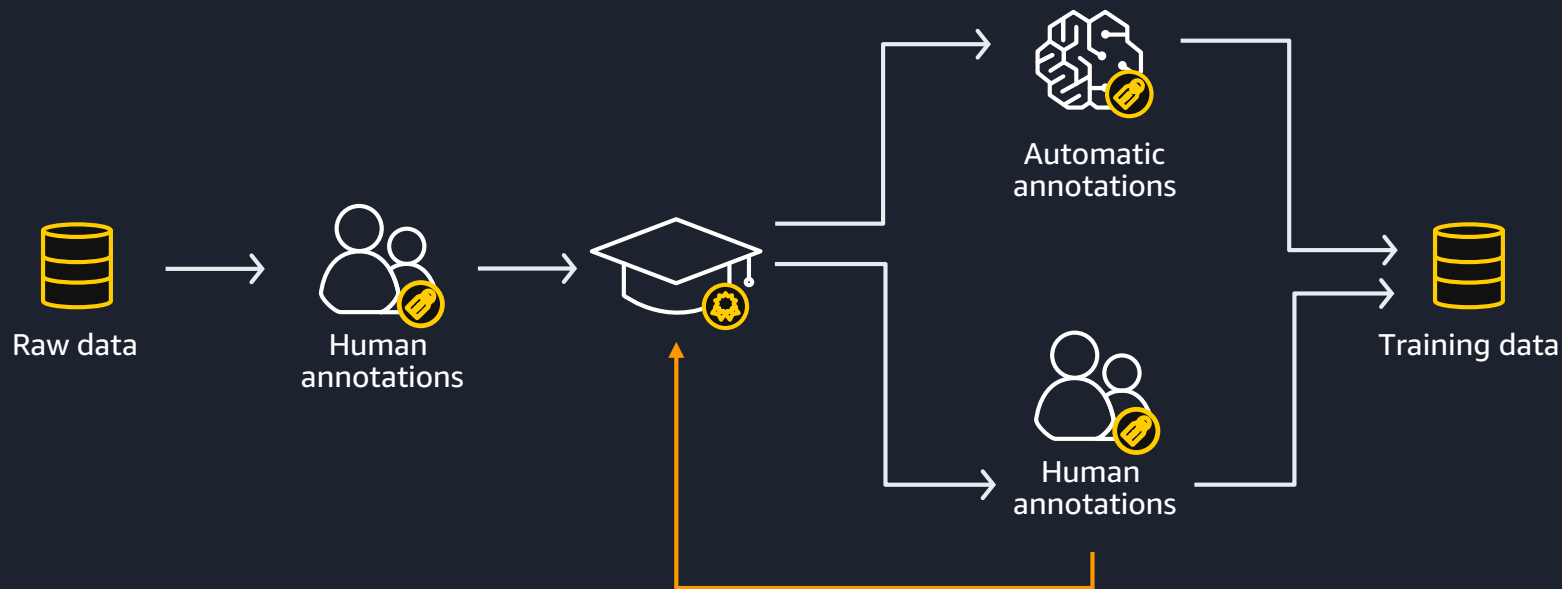 Raw data
Human
annotations
Automatic
annotations
Human
annotations
Training data